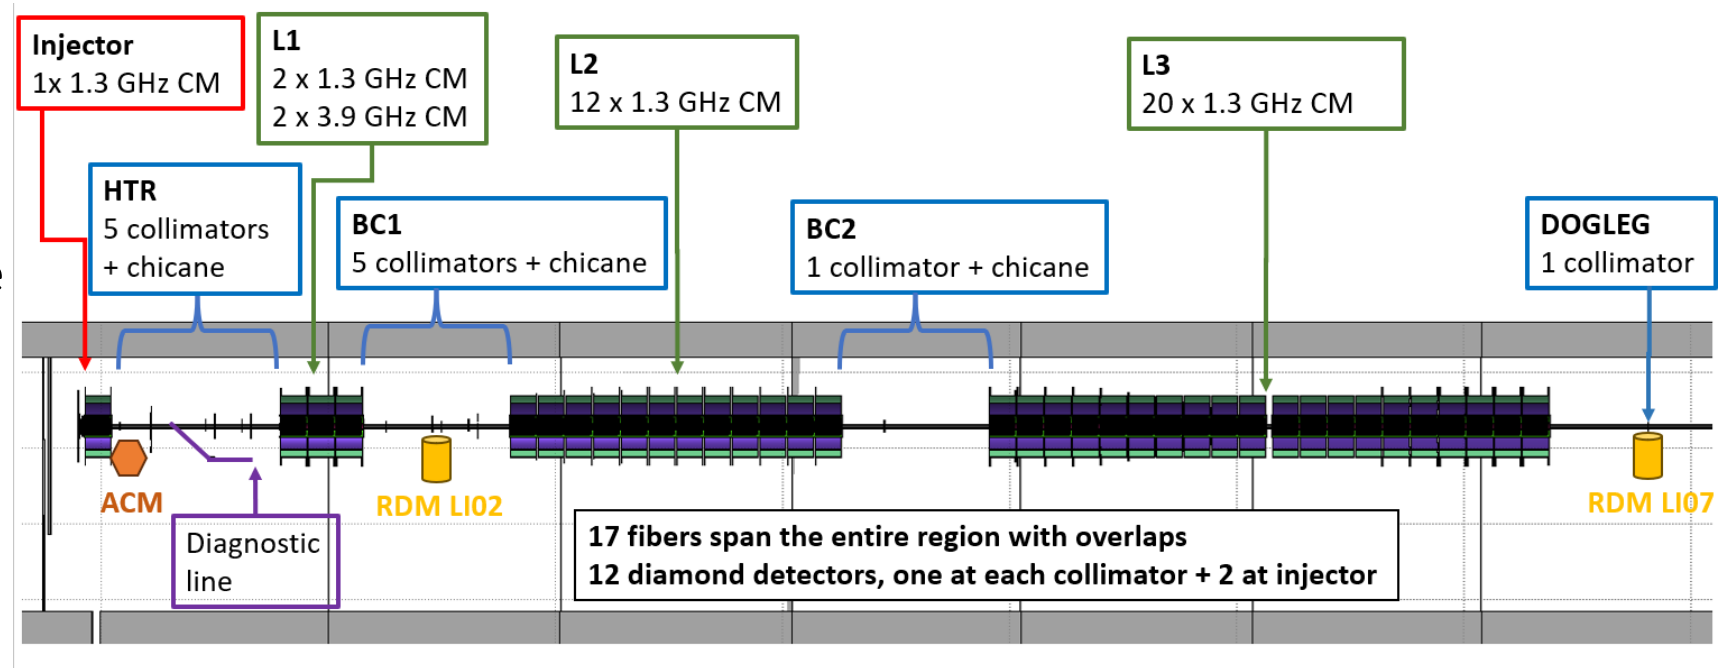 Injector
1x 1.3 GHz CM
L1
2 x 1.3 GHz CM
2 x 3.9 GHz CM
L2
12 x 1.3 GHz CM
L3
20 x 1.3 GHz CM
HTR
5 collimators
+ chicane
BC1
5 collimators + chicane
BC2
1 collimator + chicane
DOGLEG
1 collimator
e
ACM
RDM LI02
RDM LI07
Diagnostic
line
17 fibers span the entire region with overlaps
12 diamond detectors, one at each collimator + 2 at injector